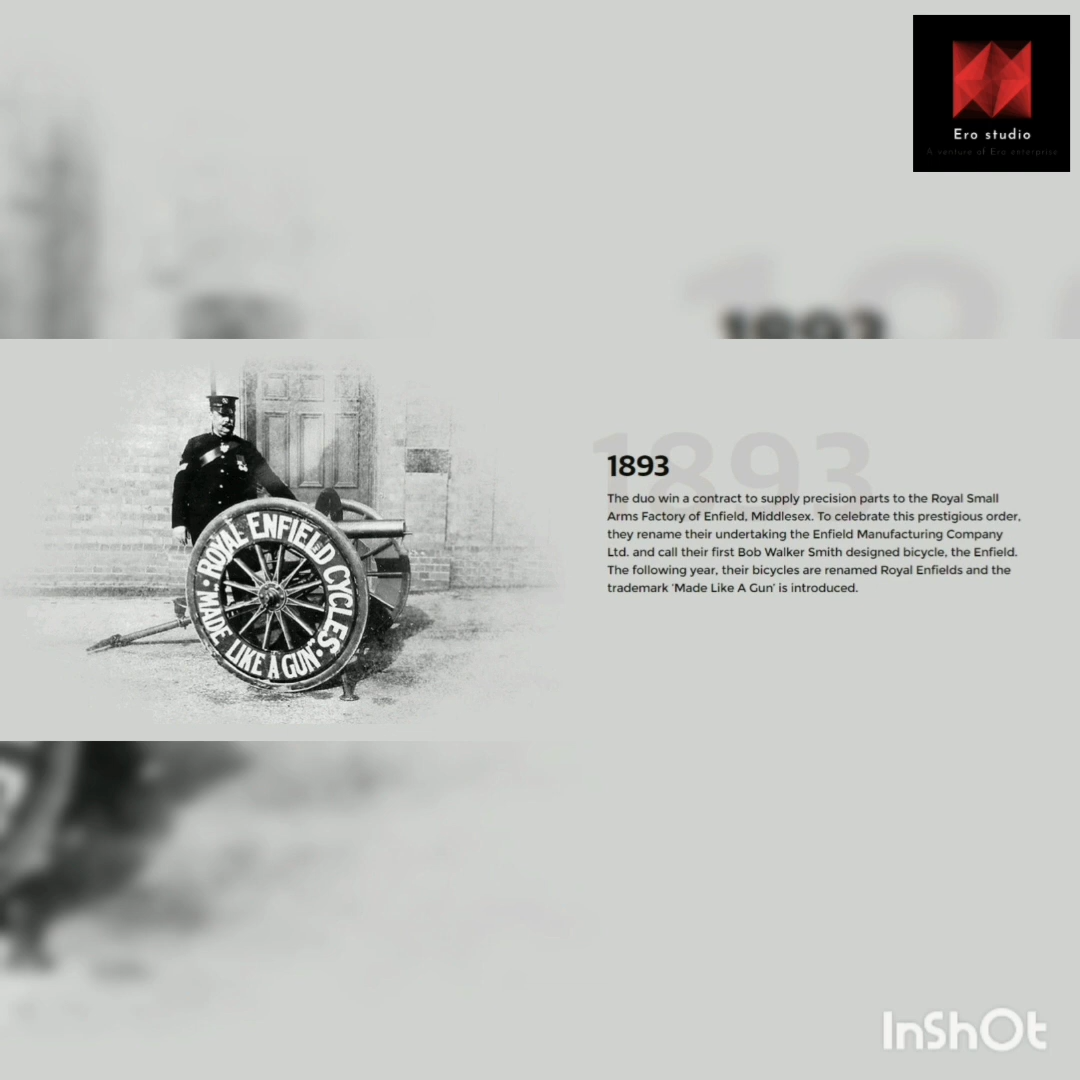 Ero studio
A venture of Ero enterprise
1893
1893
1893
The duo win a contract to supply precision parts to the Royal Small
Arms Factory of Enfield, Middlesex. To celebrate this prestigious order,
they rename their undertaking the Enfield Manufacturing Company
Ltd. and call their first Bob Walker Smith designed bicycle, the Enfield.
The following year, their bicycles are renamed Royal Enfields and the
trademark 'Made Like A Gun' is introduced.
ROYAL ENFIELD CYCLES
MADE LIKE A GUN
InShOt